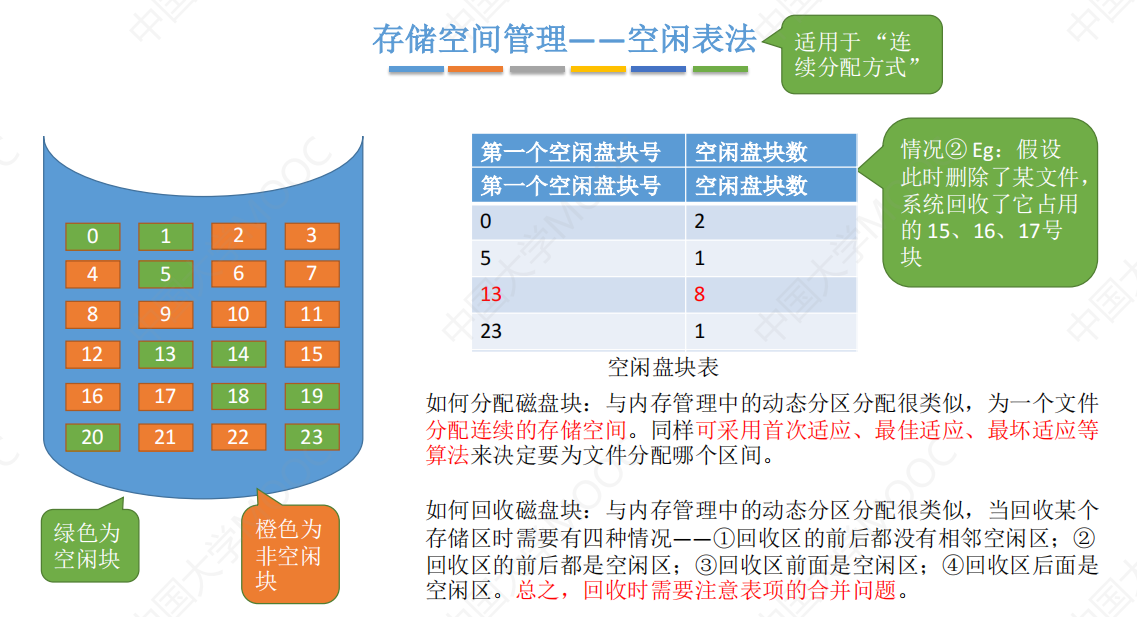 存储空间管理——空闲表法
适用于“连
续分配方式”
第一个空闲盘块号 空闲盘块数
第一个空闲盘块号 空闲盘块数
0 2
5 1
13 8
23 1
空闲盘块表
情况② Eg：假设
此时删除了某文件，
系统回收了它占用
的 15、16、17号
块
0 1 2 3
4 5 6 7
8 9 10 11
12 13 14 15
16 17 18 19
20 21 22 23
绿色为
空闲块
橙色为
非空闲
块
如何分配磁盘块：与内存管理中的动态分区分配很类似，为一个文件
分配连续的存储空间。同样可采用首次适应、最佳适应、最坏适应等
算法来决定要为文件分配哪个区间。
如何回收磁盘块：与内存管理中的动态分区分配很类似，当回收某个
存储区时需要有四种情况——①回收区的前后都没有相邻空闲区；②
回收区的前后都是空闲区；③回收区前面是空闲区；④回收区后面是
空闲区。总之，回收时需要注意表项的合并问题。
中国大学MOOC